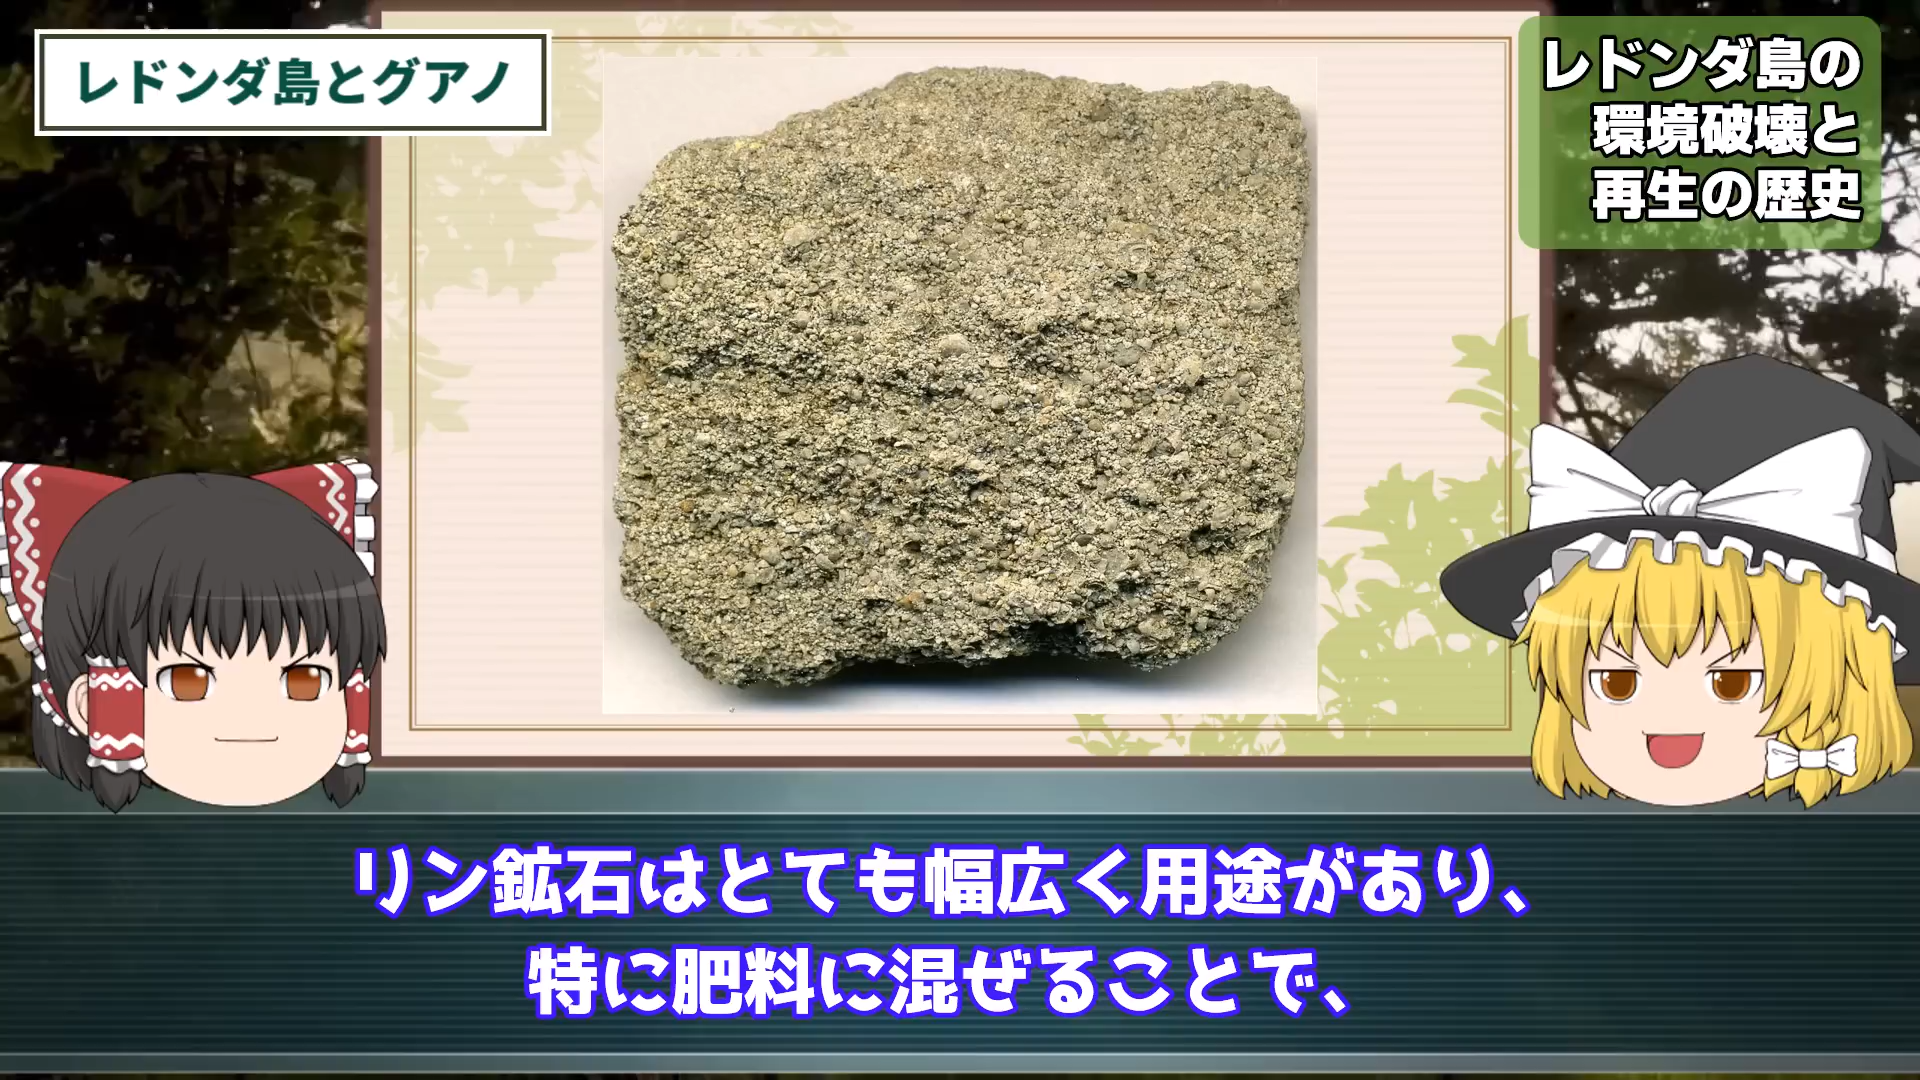 レドンダ島とグアノ
レドンダ島の
環境破壊と
再生の歴史
リン鉱石はとても幅広く用途があり、
特に肥料に混ぜることで、